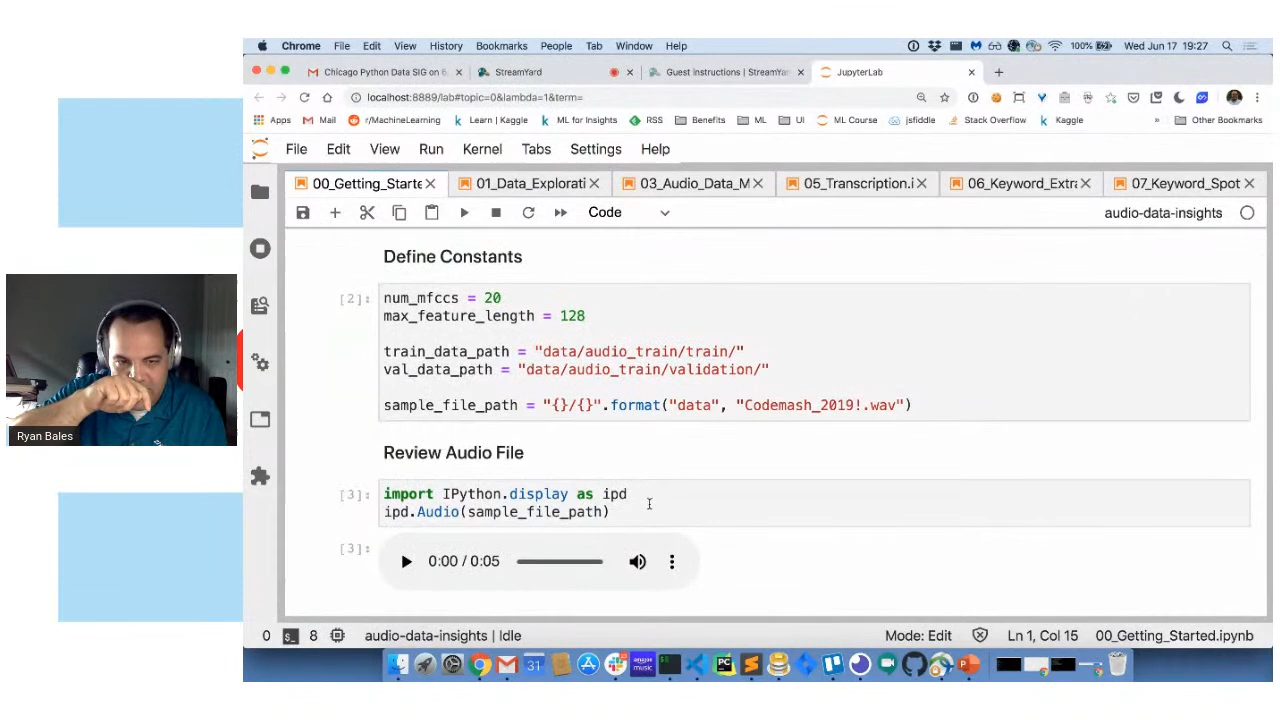 Chrome File Edit View History Bookmarks People Tab Window Help 100% Wed Jun 17 19:27
Chicago Python Data SIG on 6 StreamYard Guest Instructions | StreamYa JupyterLab
localhost:8889/lab#topic=0&lambda=1&term=
Apps Mail r/MachineLearning Learn | Kaggle ML for Insights RSS Benefits ML UI ML Course jsfiddle Stack Overflow Kaggle » Other Bookmarks
File Edit View Run Kernel Tabs Settings Help
00_Getting_Starte 01_Data_Explorati 03_Audio_Data_M 05_Transcription.i 06_Keyword_Extra 07_Keyword_Spot
Code audio-data-insights
Define Constants
[2]: num_mfccs = 20
max_feature_length = 128
train_data_path = "data/audio_train/train/"
val_data_path = "data/audio_train/validation/"
sample_file_path = "{}/{}".format("data", "Codemash_2019!.wav")
Review Audio File
[3]: import IPython.display as ipd
ipd.Audio(sample_file_path)
[3]:
0:00 / 0:05
0 8 audio-data-insights | Idle Mode: Edit Ln 1, Col 15 00_Getting_Started.ipynb
Ryan Bales